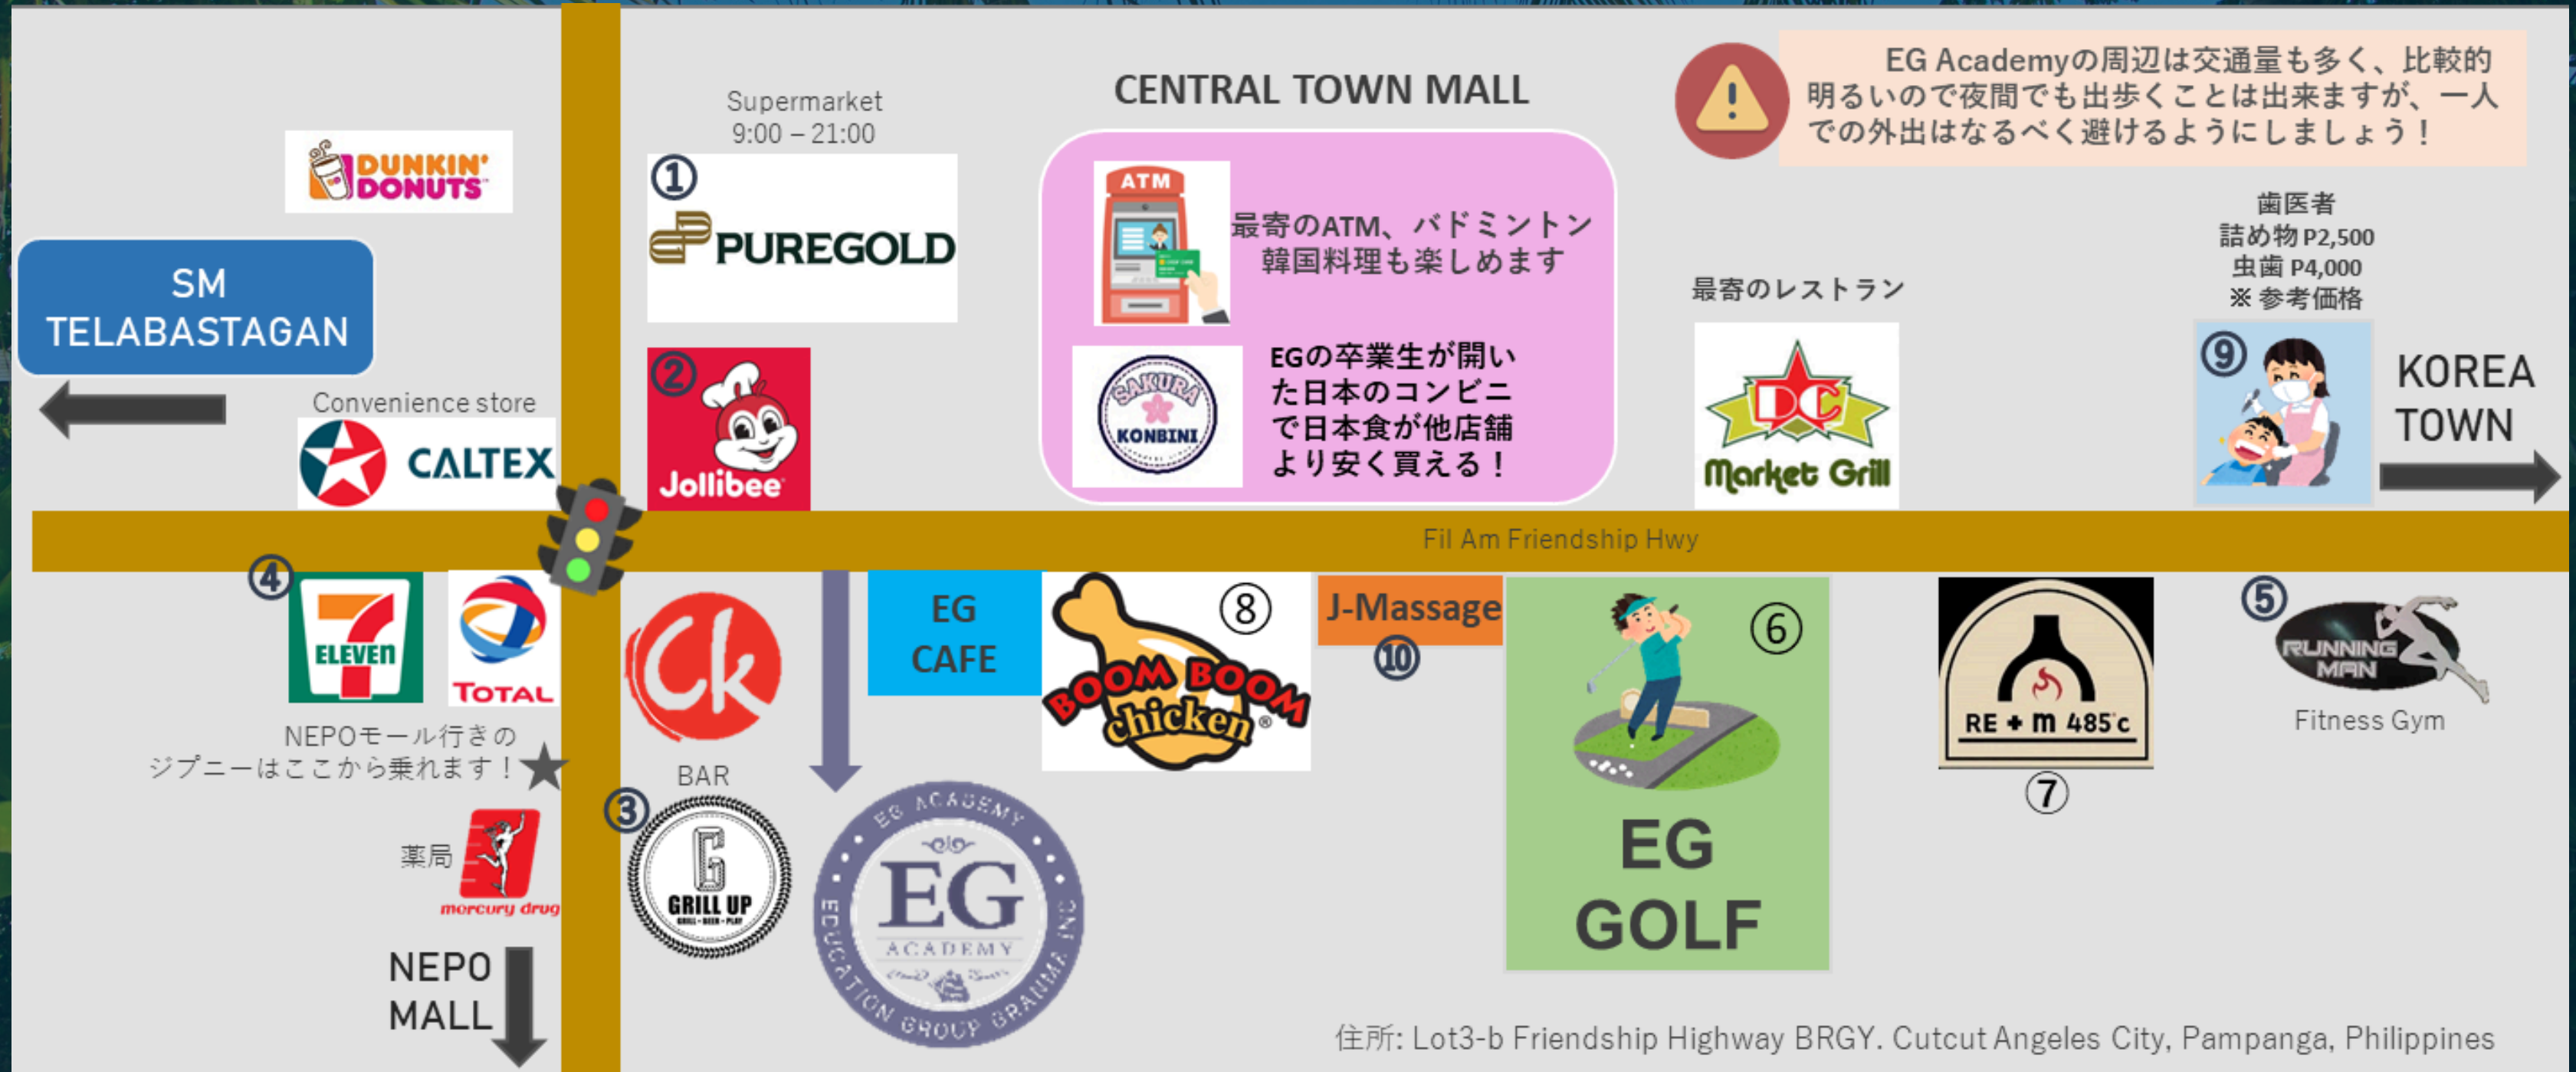 EG Academyの周辺は交通量も多く、比較的
明るいので夜間でも出歩くことは出来ますが、一人
での外出はなるべく避けるようにしましょう！
DUNKIN'
DONUTS
SM
TELABASTAGAN
Convenience store
CALTEX
Supermarket
9:00 – 21:00
①
PUREGOLD
②
Jollibee
CENTRAL TOWN MALL
ATM
最寄のATM、バドミントン
韓国料理も楽しめます
SAKURA
KONBINI
EGの卒業生が開い
た日本のコンビニ
で日本食が他店舗
より安く買える！
最寄のレストラン
DC
Market Grill
歯医者
詰め物 P2,500
虫歯 P4,000
※ 参考価格
⑨
KOREA
TOWN
Fil Am Friendship Hwy
④
7
ELEVEn
TOTAL
NEPOモール行きの
ジプニーはここから乗れます！★
薬局
mercury drug
NEPO
MALL
Ck
BAR
③
G
GRILL UP
GRILL • BEER • PLAY
EG
CAFE
EG ACADEMY
EG
ACADEMY
EDUCATION GROUP GRANMA INC
⑧
BOOM BOOM
chicken®
J-Massage
⑩
⑥
EG
GOLF
RE + m 485°c
⑦
⑤
RUNNING
MAN
Fitness Gym
住所: Lot3-b Friendship Highway BRGY. Cutcut Angeles City, Pampanga, Philippines